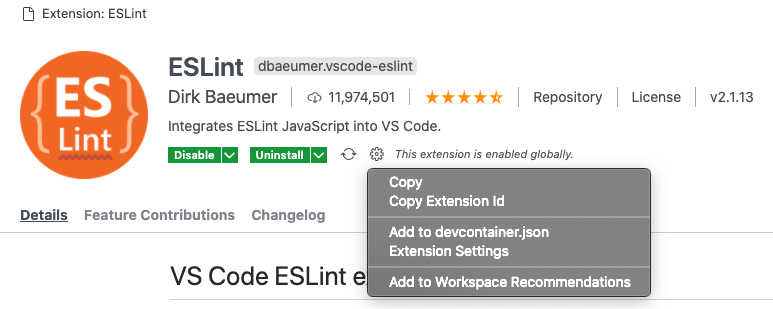 Extension: ESLint
ES
Lint
ESLint dbaeumer.vscode-eslint
Dirk Baeumer 11,974,501 Repository License v2.1.13
Integrates ESLint JavaScript into VS Code.
Disable Uninstall This extension is enabled globally.
Copy
Copy Extension Id
Add to devcontainer.json
Extension Settings
Add to Workspace Recommendations
Details Feature Contributions Changelog
VS Code ESLint e